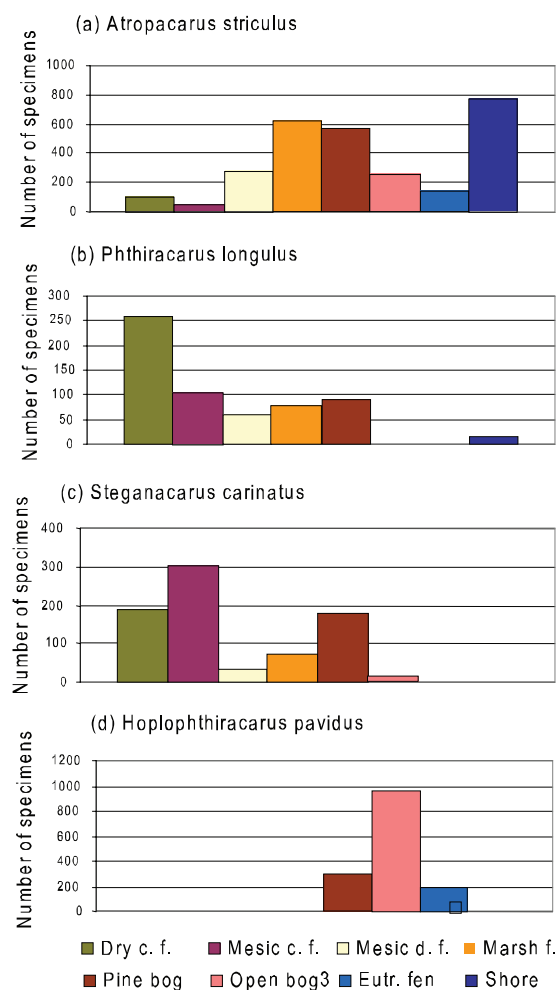 (a) Atropacarus striculus
Number of specimens
1000
800
600
400
200
0
(b) Phthiracarus longulus
Number of specimens
300
250
200
150
100
50
0
(c) Steganacarus carinatus
Number of specimens
400
300
200
100
0
(d) Hoplophthiracarus pavidus
Number of specimens
1200
1000
800
600
400
200
0
Dry c. f. Mesic c. f. Mesic d. f. Marsh f.
Pine bog Open bog3 Eutr. fen Shore